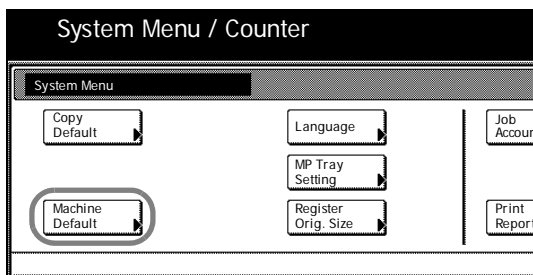 System Menu / Counter
System Menu
Copy
Default
Language
Job
MP Tray
Setting
Machine
Default
Register
Orig. Size
Print